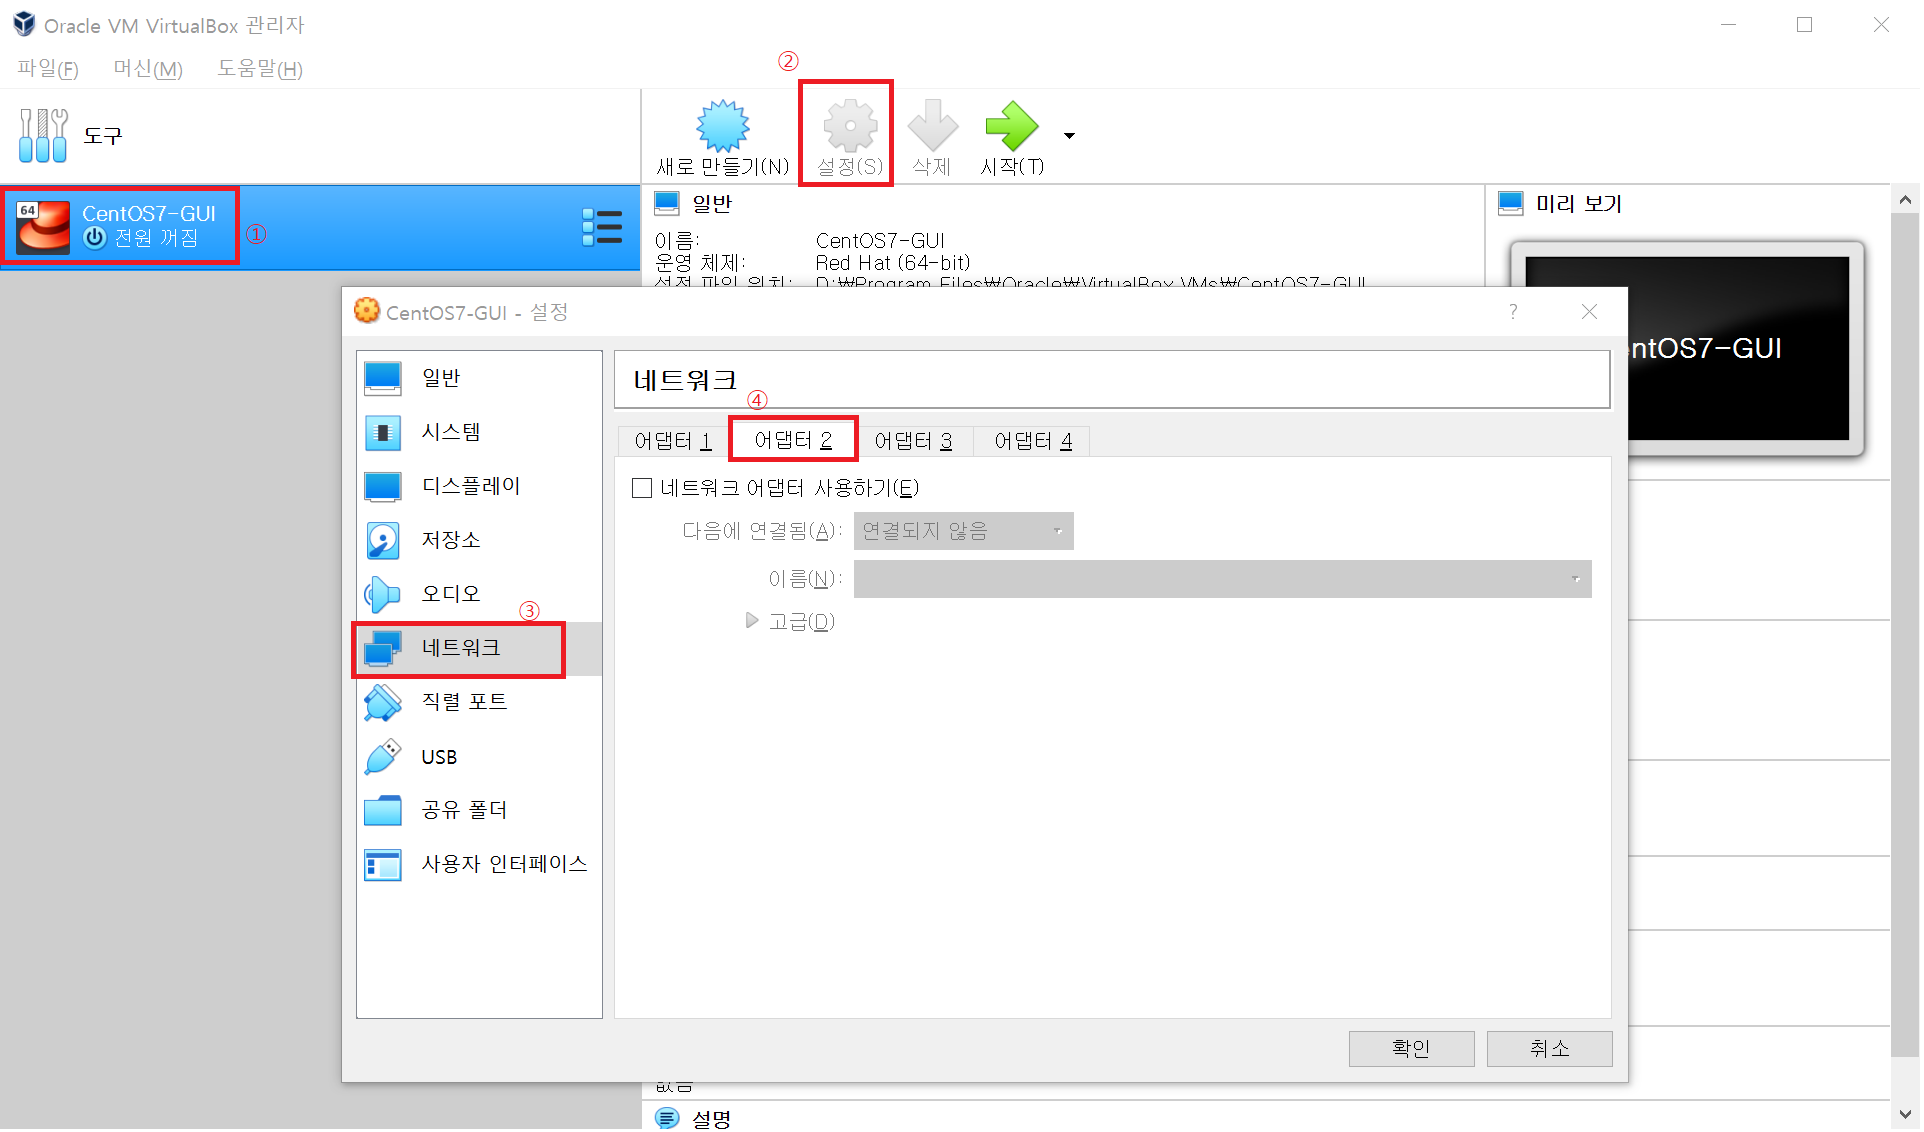 Oracle VM VirtualBox 관리자
파일(F) 머신(M) 도움말(H)
②
도구
새로 만들기(N) 설정(S) 삭제 시작(T)
64
CentOS7-GUI
전원 꺼짐
①
일반
이름: CentOS7-GUI
운영 체제: Red Hat (64-bit)
설정 파일 위치: D:₩Program Files₩Oracle₩VirtualBox VMs₩CentOS7-GUI
미리 보기
entOS7-GUI
CentOS7-GUI - 설정
?
일반
시스템
디스플레이
저장소
오디오
③
네트워크
직렬 포트
USB
공유 폴더
사용자 인터페이스
네트워크
④
어댑터 1 어댑터 2 어댑터 3 어댑터 4
네트워크 어댑터 사용하기(E)
다음에 연결됨(A): 연결되지 않음
이름(N):
고급(D)
확인 취소
없음
설명